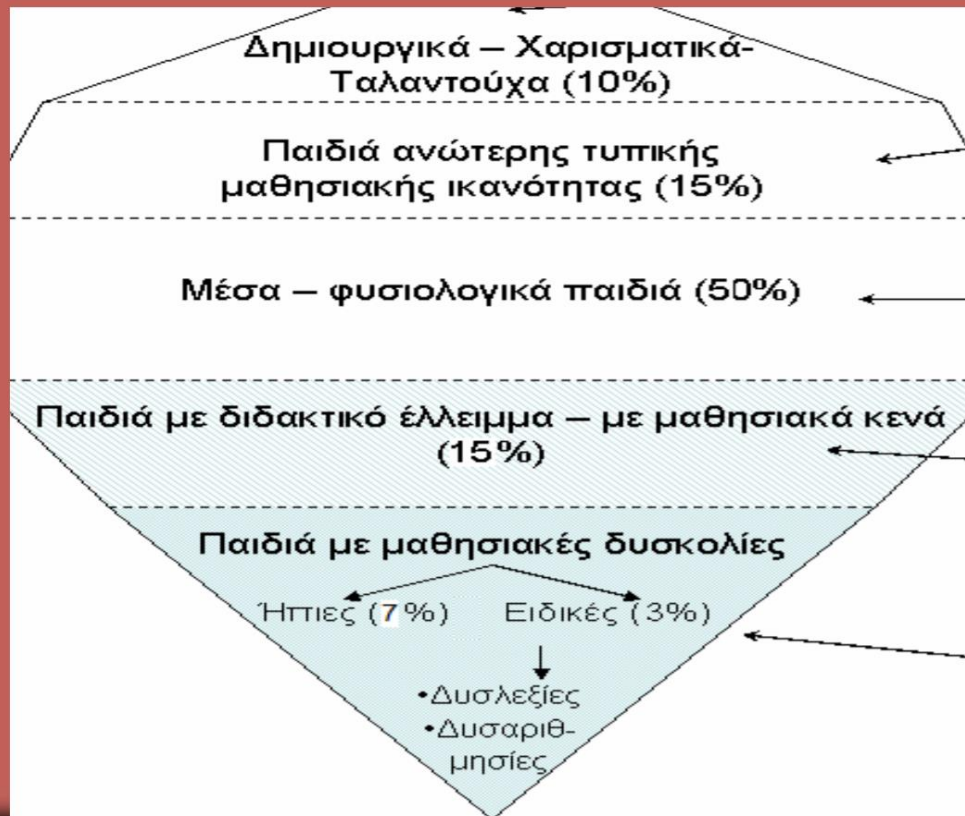 Δημιουργικά – Χαρισματικά-
Ταλαντούχα (10%)
Παιδιά ανώτερης τυπικής
μαθησιακής ικανότητας (15%)
Μέσα – φυσιολογικά παιδιά (50%)
Παιδιά με διδακτικό έλλειμμα – με μαθησιακά κενά
(15%)
Παιδιά με μαθησιακές δυσκολίες
Ήπιες (7%) Ειδικές (3%)
•Δυσλεξίες
•Δυσαριθ-
μησίες